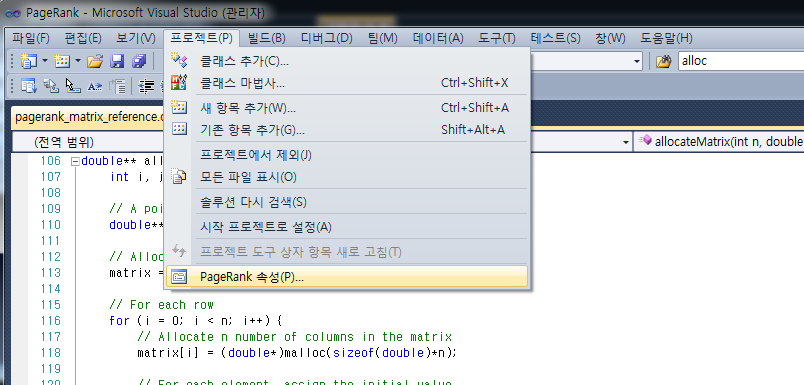 PageRank - Microsoft Visual Studio (관리자)
파일(F) 편집(E) 보기(V) 프로젝트(P) 빌드(B) 디버그(D) 팀(M) 데이터(A) 도구(T) 테스트(S) 창(W) 도움말(H)
alloc
클래스 추가(C)...
클래스 마법사... Ctrl+Shift+X
새 항목 추가(W)... Ctrl+Shift+A
기존 항목 추가(G)... Shift+Alt+A
프로젝트에서 제외(J)
모든 파일 표시(O)
솔루션 다시 검색(S)
시작 프로젝트로 설정(A)
프로젝트 도구 상자 항목 새로 고침(T)
PageRank 속성(P)...
pagerank_matrix_reference.c
(전역 범위) allocateMatrix(int n, double
106 double** all
107 int i, j
108
109 // A poi
110 double**
111
112 // Alloc
113 matrix =
114
115 // For each row
116 for (i = 0; i < n; i++) {
117 // Allocate n number of columns in the matrix
118 matrix[i] = (double*)malloc(sizeof(double)*n);
119
120 // For each element, assign the initial value